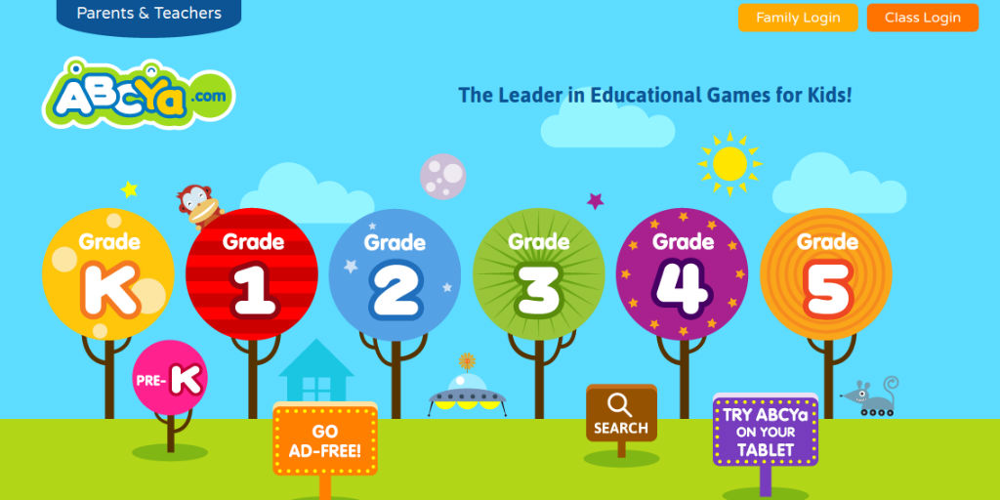 Parents & Teachers
Family Login
Class Login
ABCYa.com
The Leader in Educational Games for Kids!
Grade
K
Grade
1
Grade
2
Grade
3
Grade
4
Grade
5
PRE-K
GO
AD-FREE!
SEARCH
TRY ABCYa
ON YOUR
TABLET